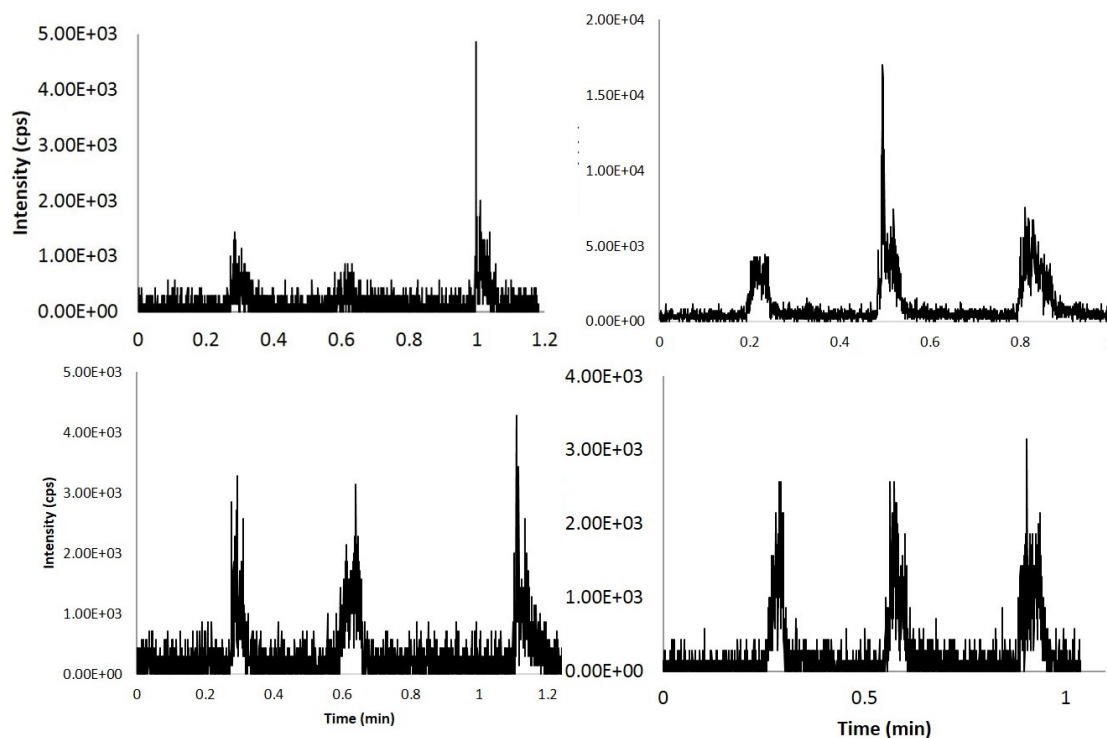 5.00E+03
4.00E+03
3.00E+03
2.00E+03
1.00E+03
0.00E+00
Intensity (cps)
0 0.2 0.4 0.6 0.8 1 1.2
2.00E+04
1.50E+04
1.00E+04
5.00E+03
0.00E+00
0 0.2 0.4 0.6 0.8
5.00E+03
4.00E+03
3.00E+03
2.00E+03
1.00E+03
0.00E+00
Intensity (cps)
0 0.2 0.4 0.6 0.8 1 1.2
Time (min)
4.00E+03
3.00E+03
2.00E+03
1.00E+03
0.00E+00
0 0.5 1
Time (min)